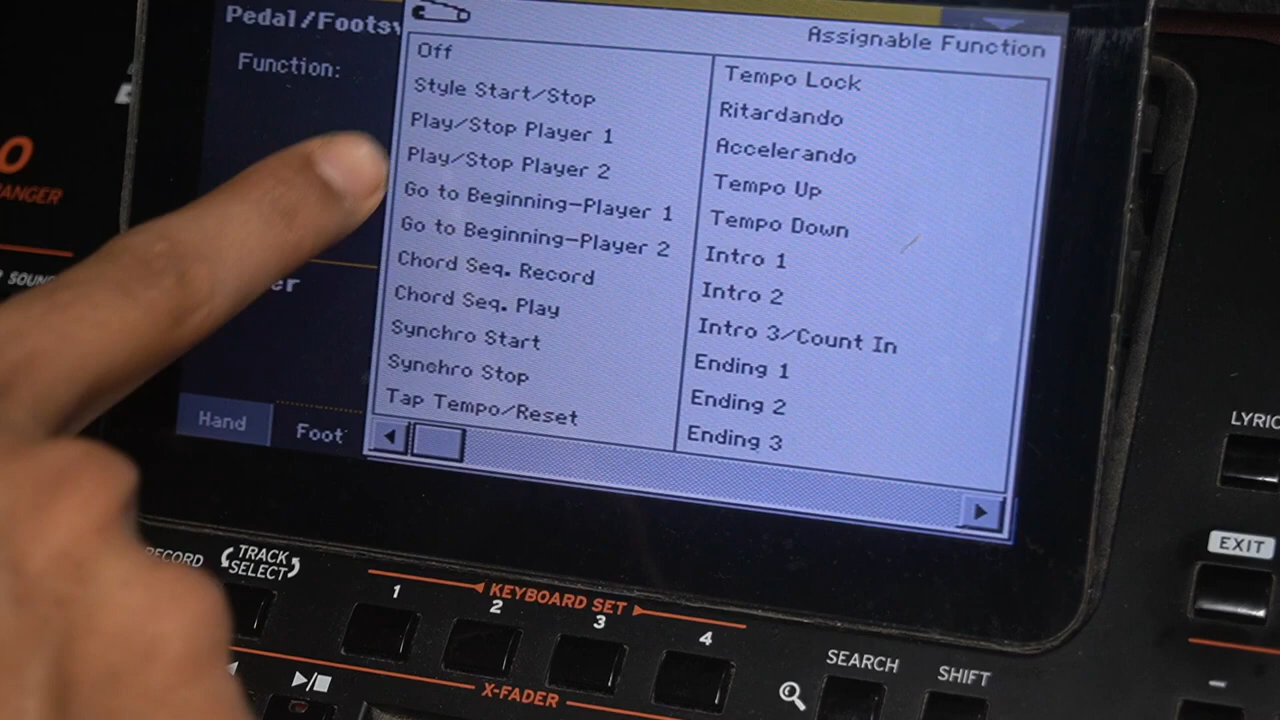 Pedal/Footsw
Function:
Assignable Function
Off
Style Start/Stop
Play/Stop Player 1
Play/Stop Player 2
Go to Beginning-Player 1
Go to Beginning-Player 2
Chord Seq. Record
Chord Seq. Play
Synchro Start
Synchro Stop
Tap Tempo/Reset
Tempo Lock
Ritardando
Accelerando
Tempo Up
Tempo Down
Intro 1
Intro 2
Intro 3/Count In
Ending 1
Ending 2
Ending 3
er
Hand
Foot
O
ANGER
SOUN
LYRIC
EXIT
RECORD
TRACK
SELECT
KEYBOARD SET
1
2
3
4
X-FADER
SEARCH
SHIFT